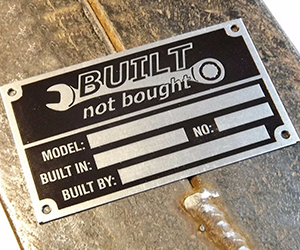 BUILT
not bought
MODEL: NO:
BUILT IN:
BUILT BY: